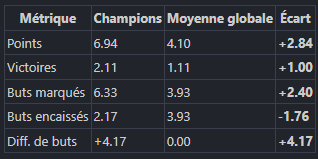 Métrique Champions Moyenne globale Écart
Points 6.94 4.10 +2.84
Victoires 2.11 1.11 +1.00
Buts marqués 6.33 3.93 +2.40
Buts encaissés 2.17 3.93 -1.76
Diff. de buts +4.17 0.00 +4.17